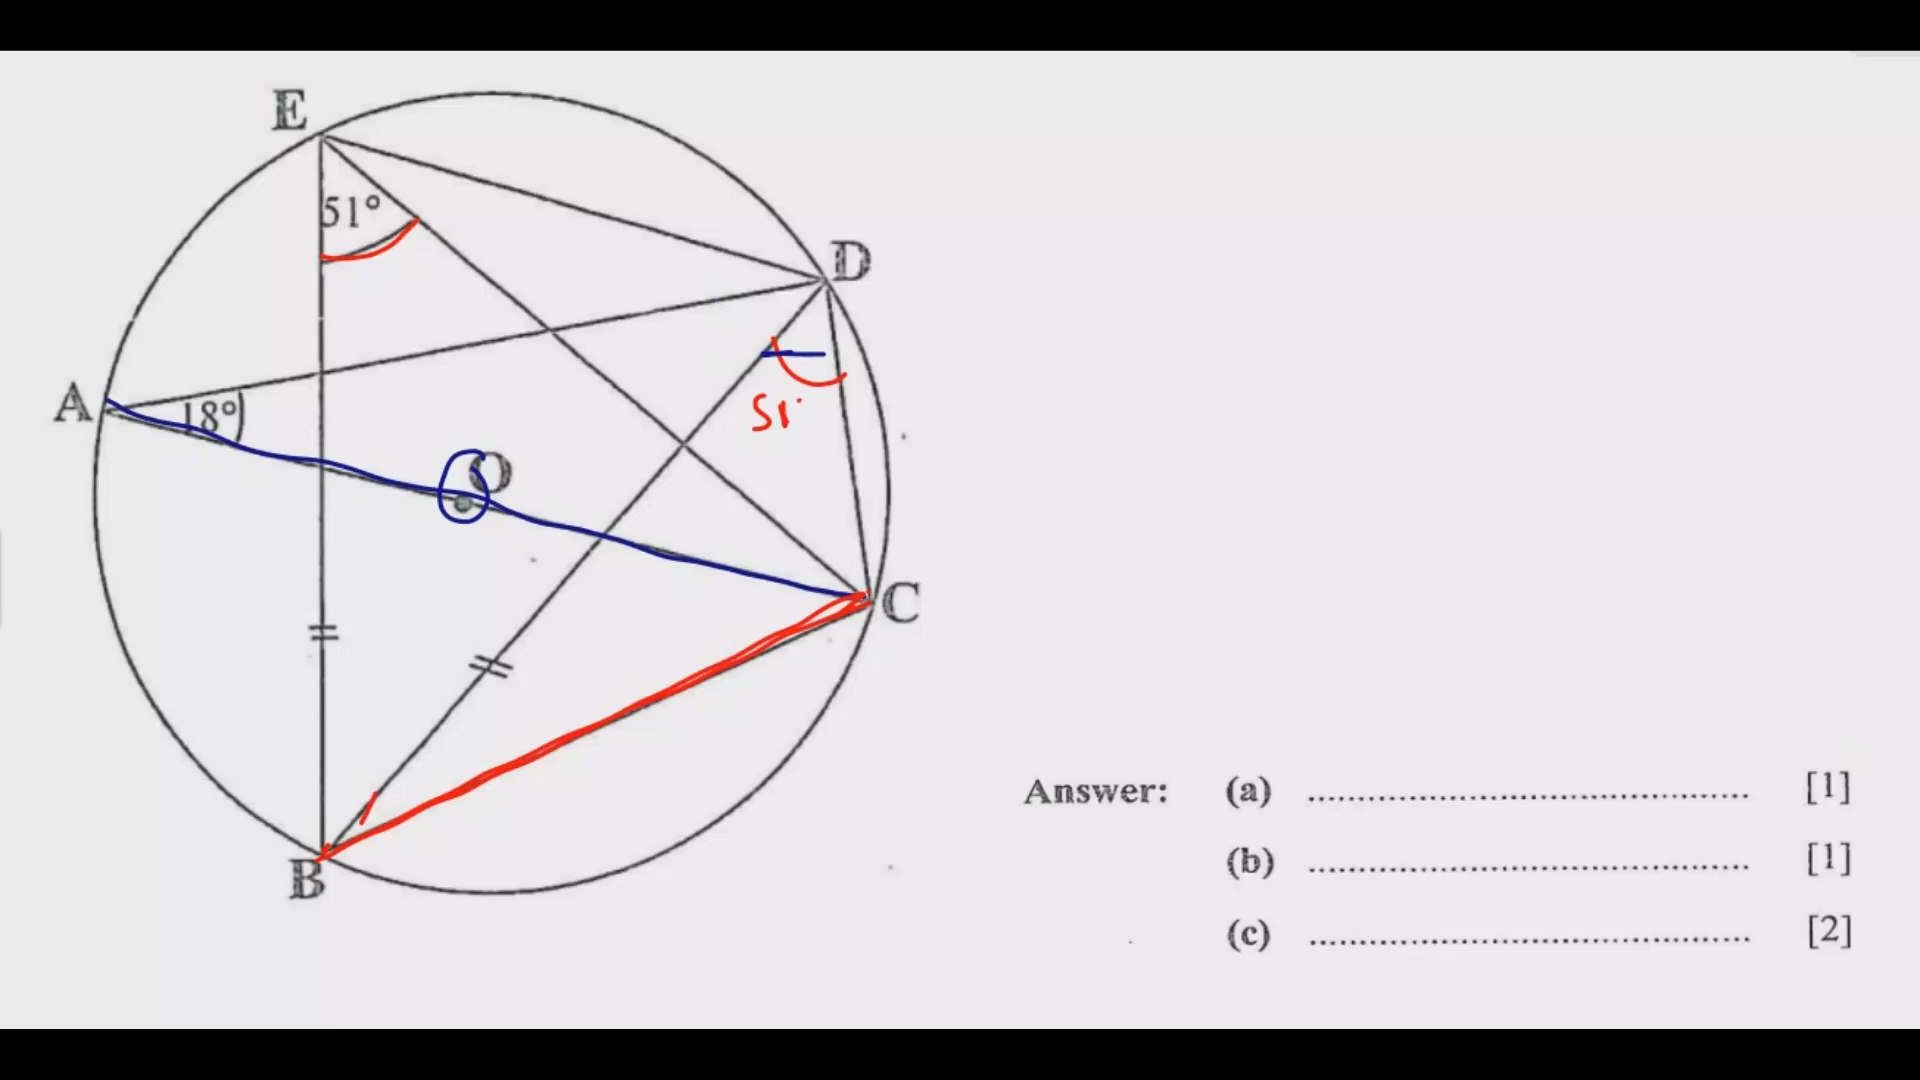 E
51°
D
A
18°
O
51°
C
B
Answer: (a) ........................................ [1]
(b) ........................................ [1]
(c) ........................................ [2]